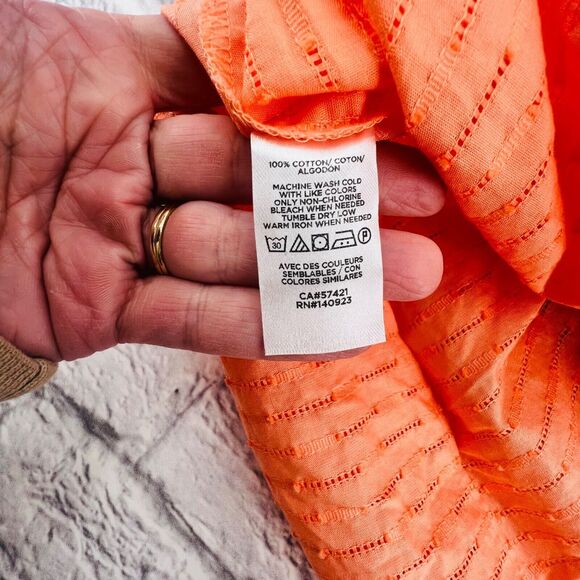 100% COTTON/ COTON/
ALGODON
MACHINE WASH COLD
WITH LIKE COLORS
ONLY NON-CHLORINE
BLEACH WHEN NEEDED
TUMBLE DRY LOW
WARM IRON WHEN NEEDED
30 P
AVEC DES COULEURS
SEMBLABLES / CON
COLORES SIMILARES
CA#57421
RN#140923